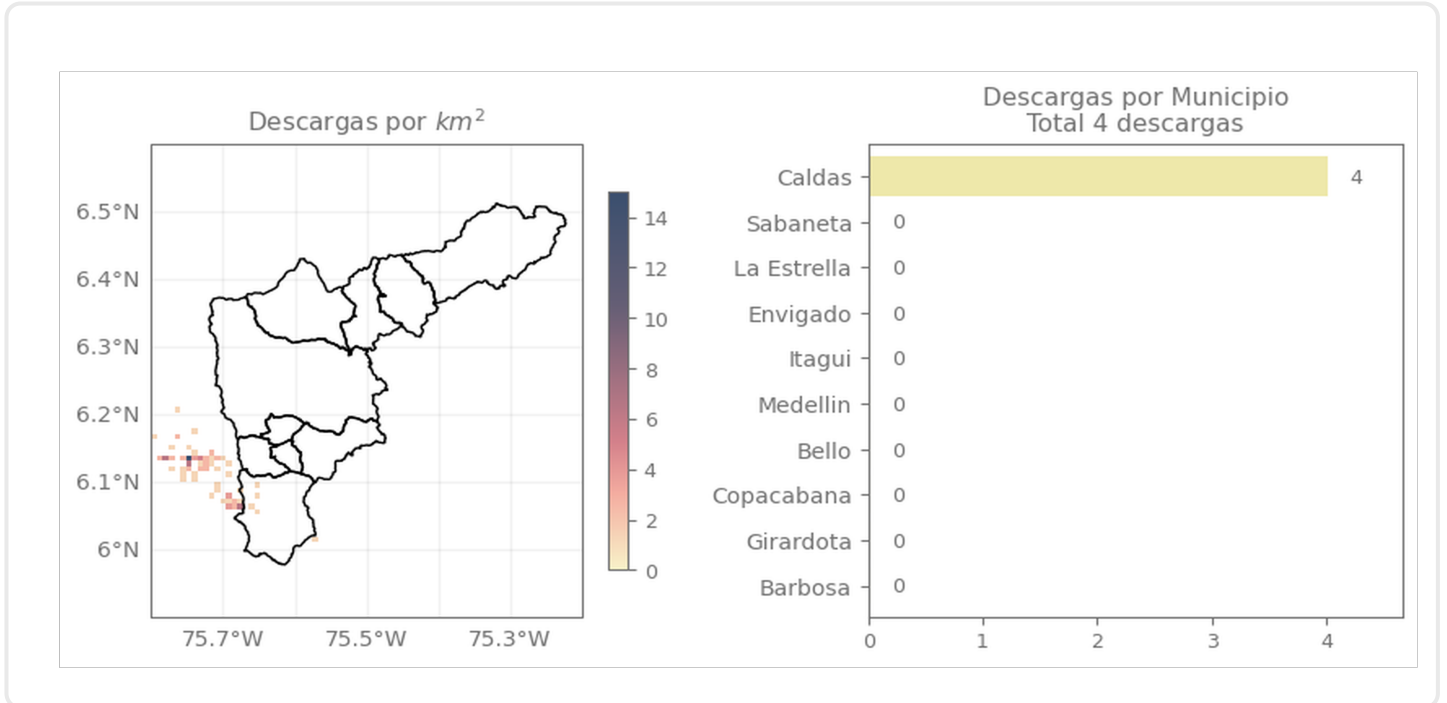 Descargas por km²
6.5°N
6.4°N
6.3°N
6.2°N
6.1°N
6°N
75.7°W 75.5°W 75.3°W
14
12
10
8
6
4
2
0
Descargas por Municipio
Total 4 descargas
Caldas 4
Sabaneta 0
La Estrella 0
Envigado 0
Itagui 0
Medellin 0
Bello 0
Copacabana 0
Girardota 0
Barbosa 0
0 1 2 3 4